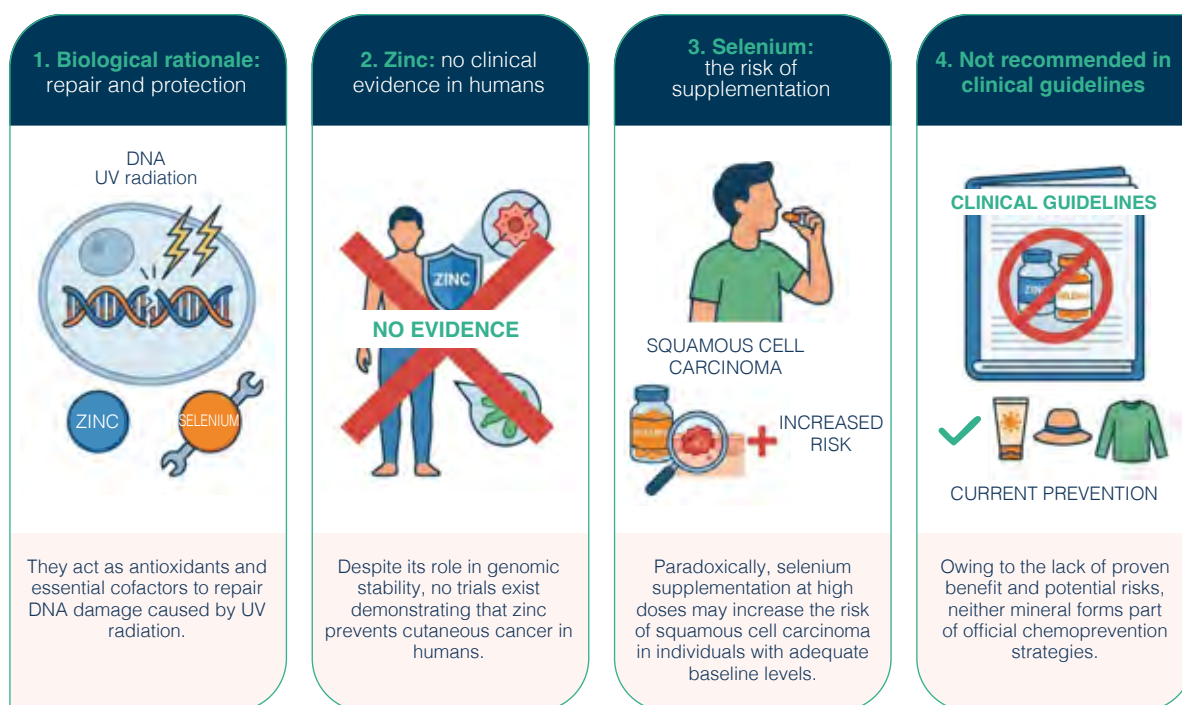 1. Biological rationale:
repair and protection
DNA
UV radiation
ZINC
SELENIUM
They act as antioxidants and
essential cofactors to repair
DNA damage caused by UV
radiation.
2. Zinc: no clinical
evidence in humans
ZINC
NO EVIDENCE
Despite its role in genomic
stability, no trials exist
demonstrating that zinc
prevents cutaneous cancer in
humans.
3. Selenium:
the risk of
supplementation
SQUAMOUS CELL
CARCINOMA
INCREASED
RISK
Paradoxically, selenium
supplementation at high
doses may increase the risk
of squamous cell carcinoma
in individuals with adequate
baseline levels.
4. Not recommended in
clinical guidelines
CLINICAL GUIDELINES
CURRENT PREVENTION
Owing to the lack of proven
benefit and potential risks,
neither mineral forms part
of official chemoprevention
strategies.